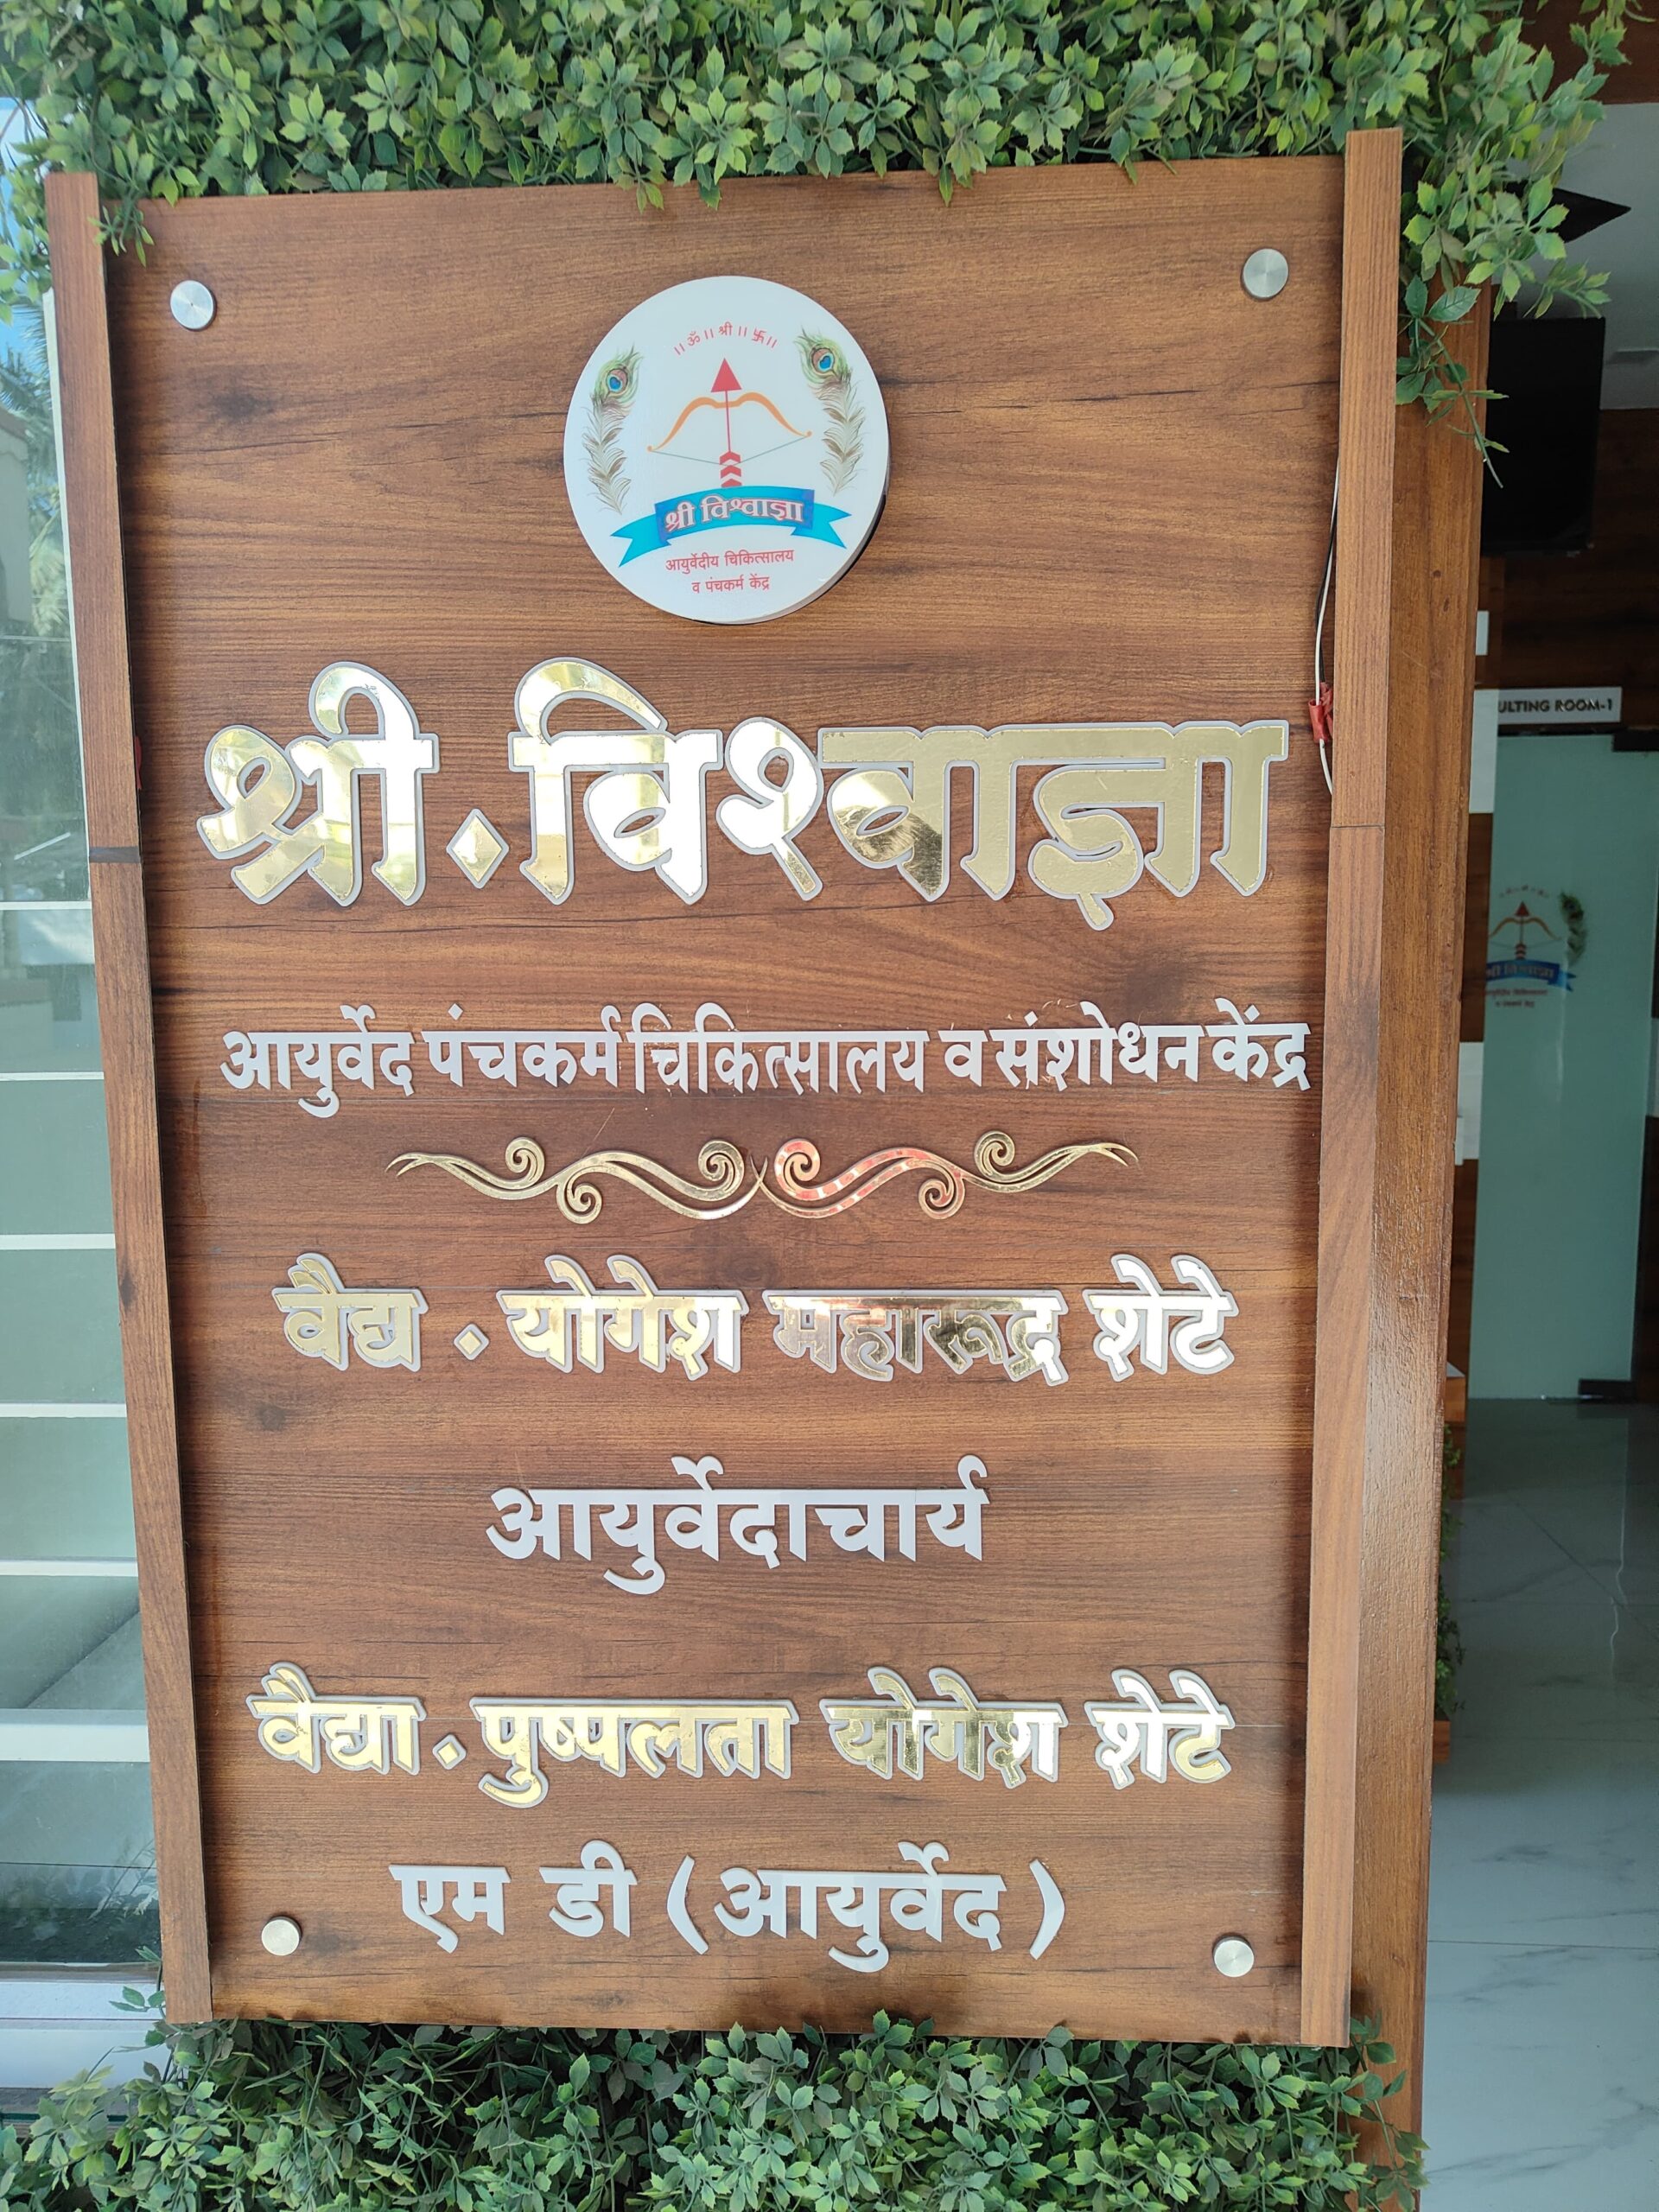 ।। ॐ ।। श्री ।। 卐 ।।
श्री विश्वाज्ञा
आयुर्वेदीय चिकित्सालय
व पंचकर्म केंद्र
श्री.विश्वाज्ञा
आयुर्वेद पंचकर्म चिकित्सालय व संशोधन केंद्र
वैद्य . योगेश महारूद्र शेटे
आयुर्वेदाचार्य
वैद्या . पुष्पलता योगेश शेटे
एम डी ( आयुर्वेद )
ULTING ROOM-1
श्री विश्वाज्ञा